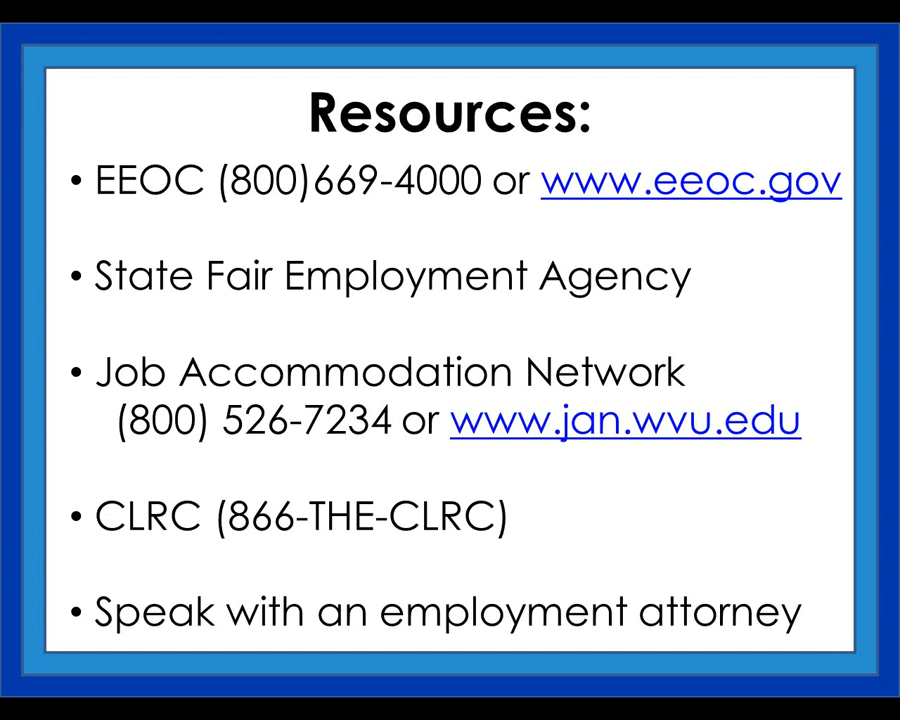 Resources:
• EEOC (800)669-4000 or www.eeoc.gov
• State Fair Employment Agency
• Job Accommodation Network
(800) 526-7234 or www.jan.wvu.edu
• CLRC (866-THE-CLRC)
• Speak with an employment attorney